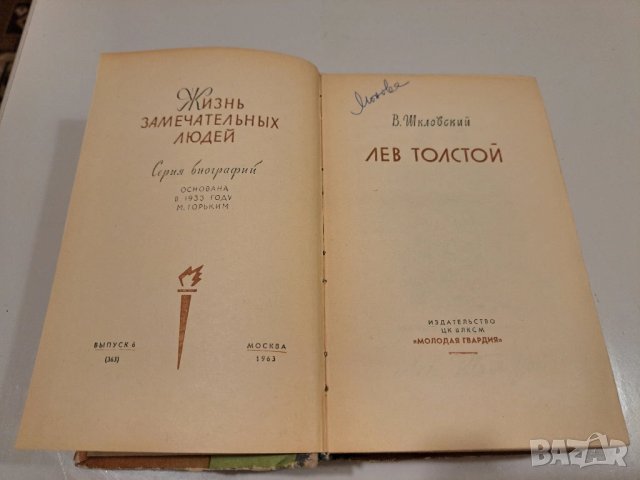 Жизнь
ЗАМЕЧАТЕЛЬНЫХ
ЛЮДЕЙ
Серия биографий
ОСНОВАНА
В 1933 ГОДУ
М. ГОРЬКИМ
ВЫПУСК 6
(363)
МОСКВА
1963
В. Шкловский
ЛЕВ ТОЛСТОЙ
ИЗДАТЕЛЬСТВО
ЦК ВЛКСМ
«МОЛОДАЯ ГВАРДИЯ»
BAZAR